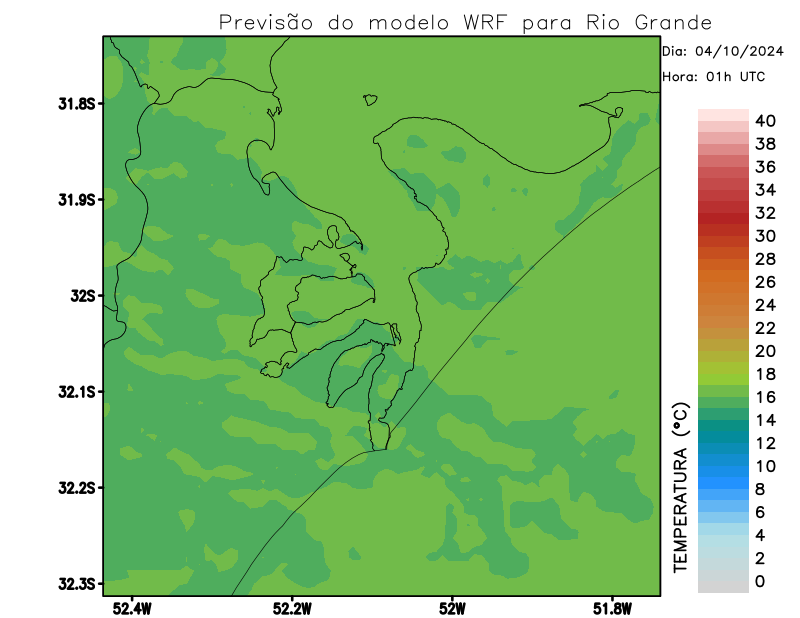 Previsão do modelo WRF para Rio Grande
Dia: 04/10/2024
Hora: 01h UTC
31.8S
31.9S
32S
32.1S
32.2S
32.3S
52.4W
52.2W
52W
51.8W
TEMPERATURA (°C)
40
38
36
34
32
30
28
26
24
22
20
18
16
14
12
10
8
6
4
2
0